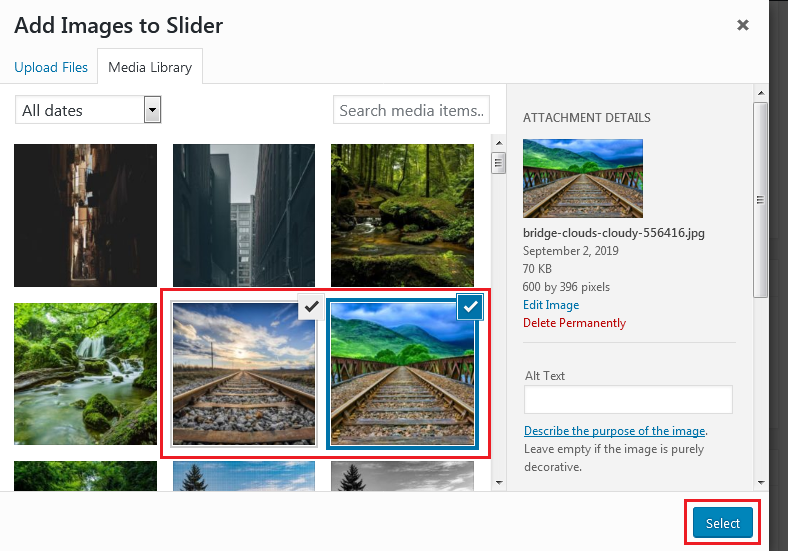 Add Images to Slider
Upload Files
Media Library
All dates
Search media items..
ATTACHMENT DETAILS
bridge-clouds-cloudy-556416.jpg
September 2, 2019
70 KB
600 by 396 pixels
Edit Image
Delete Permanently
Alt Text
Describe the purpose of the image.
Leave empty if the image is purely
decorative.
Select